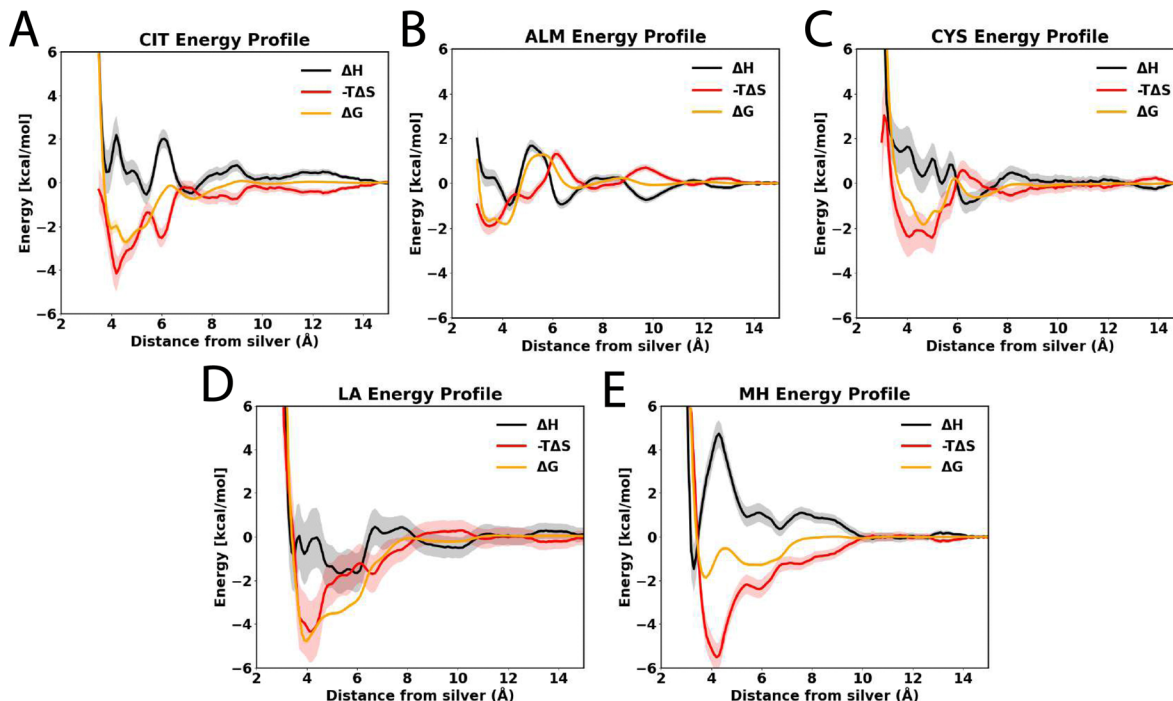 A
CIT Energy Profile
Energy [kcal/mol]
6
4
2
0
−2
−4
−6
ΔH
-TΔS
ΔG
2 4 6 8 10 12 14
Distance from silver (Å)
B
ALM Energy Profile
Energy [kcal/mol]
6
4
2
0
−2
−4
−6
ΔH
-TΔS
ΔG
2 4 6 8 10 12 14
Distance from silver (Å)
C
CYS Energy Profile
Energy [kcal/mol]
6
4
2
0
−2
−4
−6
ΔH
-TΔS
ΔG
2 4 6 8 10 12 14
Distance from silver (Å)
D
LA Energy Profile
Energy [kcal/mol]
6
4
2
0
−2
−4
−6
ΔH
-TΔS
ΔG
2 4 6 8 10 12 14
Distance from silver (Å)
E
MH Energy Profile
Energy [kcal/mol]
6
4
2
0
−2
−4
−6
ΔH
-TΔS
ΔG
2 4 6 8 10 12 14
Distance from silver (Å)